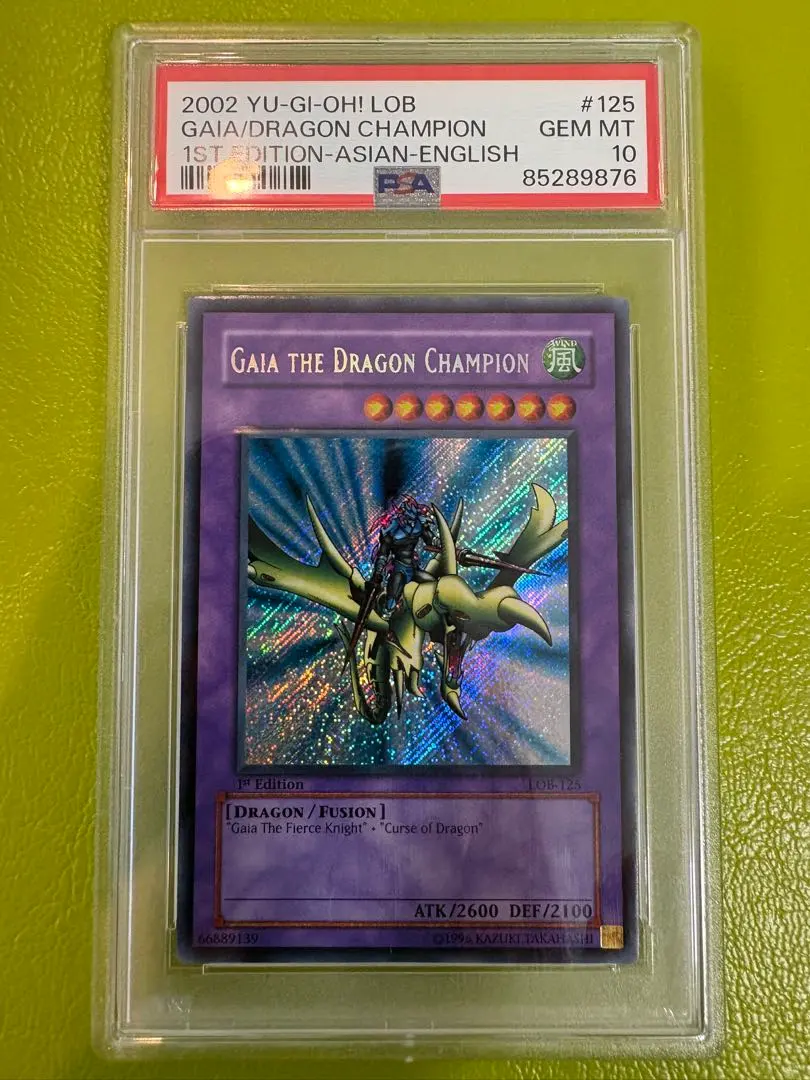 2002 YU-GI-OH! LOB #125
GAIA/DRAGON CHAMPION GEM MT
1ST EDITION-ASIAN-ENGLISH 10
PSA 85289876
GAIA THE DRAGON CHAMPION
WIND
風
1st Edition LOB-125
[DRAGON/FUSION]
"Gaia The Fierce Knight" + "Curse of Dragon"
ATK/2600 DEF/2100
66889139 ©1996 KAZUKI TAKAHASHI